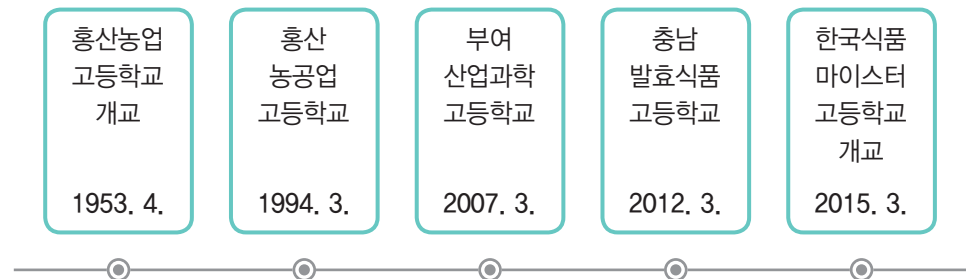 홍산농업
고등학교
개교
1953. 4.
홍산
농공업
고등학교
1994. 3.
부여
산업과학
고등학교
2007. 3.
충남
발효식품
고등학교
2012. 3.
한국식품
마이스터
고등학교
개교
2015. 3.